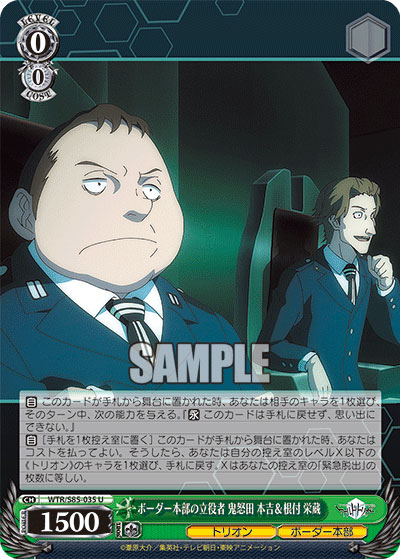 LEVEL
0
0
COST
SAMPLE
自 このカードが手札から舞台に置かれた時、あなたは相手のキャラを1枚選び、
そのターン中、次の能力を与える。『永 このカードは手札に戻せず、思い出に
できない。』
自 [手札を1枚控え室に置く] このカードが手札から舞台に置かれた時、あなたは
コストを払ってよい。そうしたら、あなたは自分の控え室のレベルX以下の
《トリオン》のキャラを1枚選び、手札に戻す。Xはあなたの控え室の「緊急脱出」の
枚数に等しい。
CH WTR/S85-035 U
1500
ボーダー本部の立役者 鬼怒田 本吉&根付 栄蔵
トリオン
ボーダー本部
©葦原大介/集英社・テレビ朝日・東映アニメーション